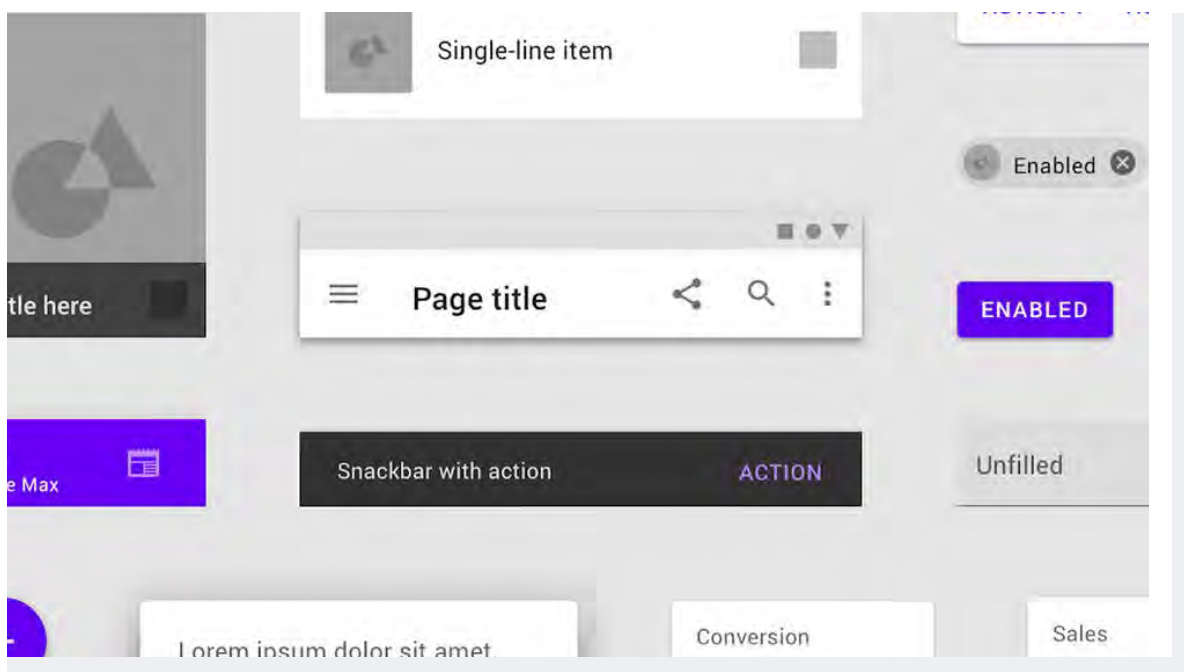 Single-line item
Enabled
tle here
Page title
ENABLED
e Max
Snackbar with action
ACTION
Unfilled
Lorem ipsum dolor sit amet,
Conversion
Sales